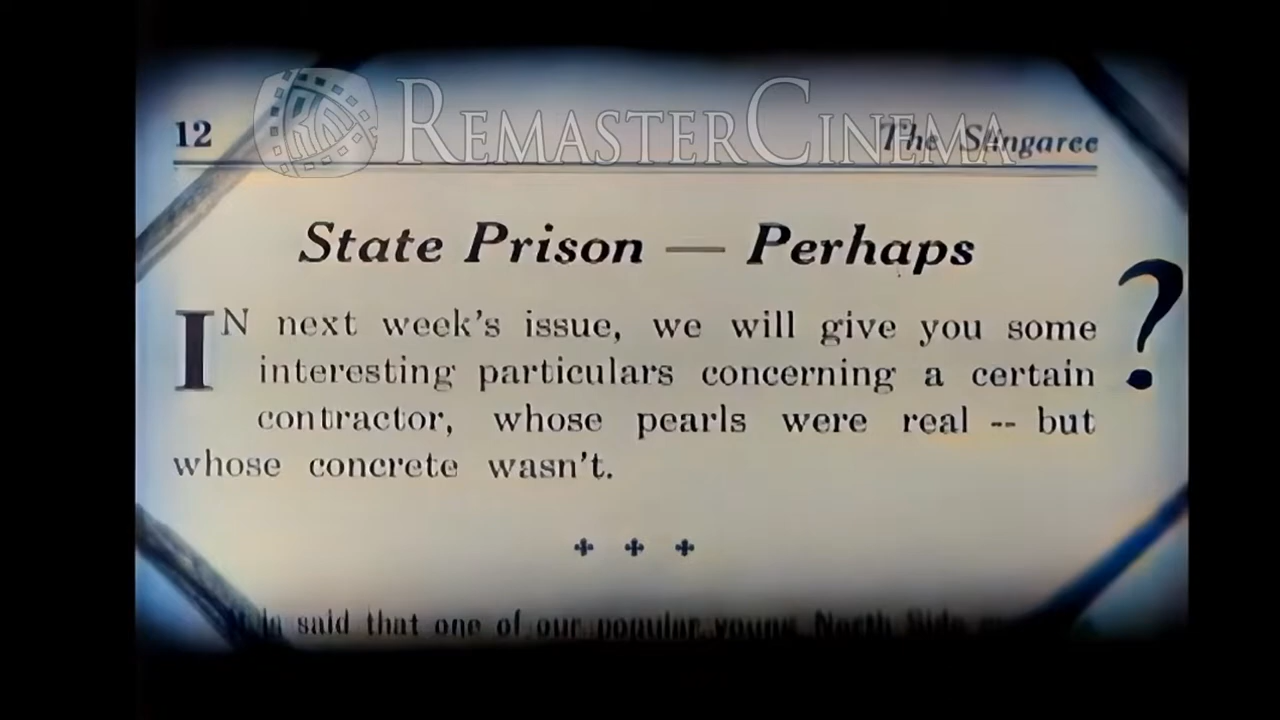 REMASTERCINEMA
12 The Sangaree
State Prison — Perhaps
IN next week's issue, we will give you some
interesting particulars concerning a certain
contractor, whose pearls were real -- but
whose concrete wasn't.
?
said that one of our popular young North Side